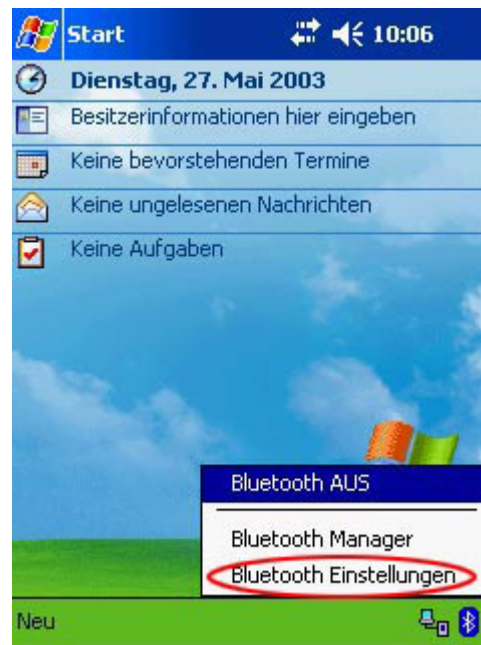 Start 10:06
Dienstag, 27. Mai 2003
Besitzerinformationen hier eingeben
Keine bevorstehenden Termine
Keine ungelesenen Nachrichten
Keine Aufgaben
Bluetooth AUS
Bluetooth Manager
Bluetooth Einstellungen
Neu